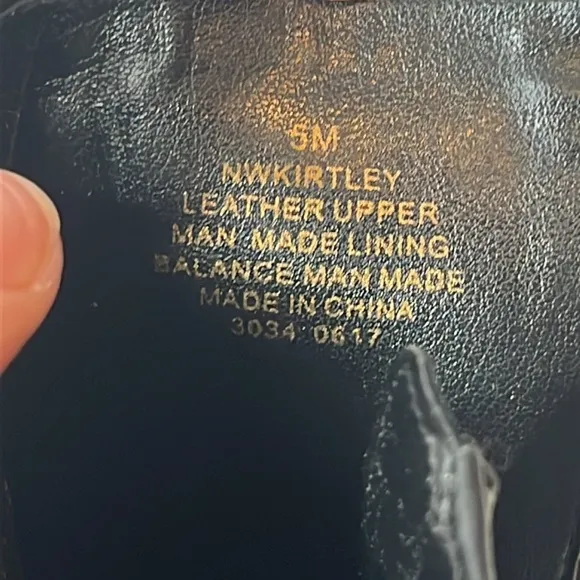 5M
NWKIRTLEY
LEATHER UPPER
MAN MADE LINING
BALANCE MAN MADE
MADE IN CHINA
3034 0617